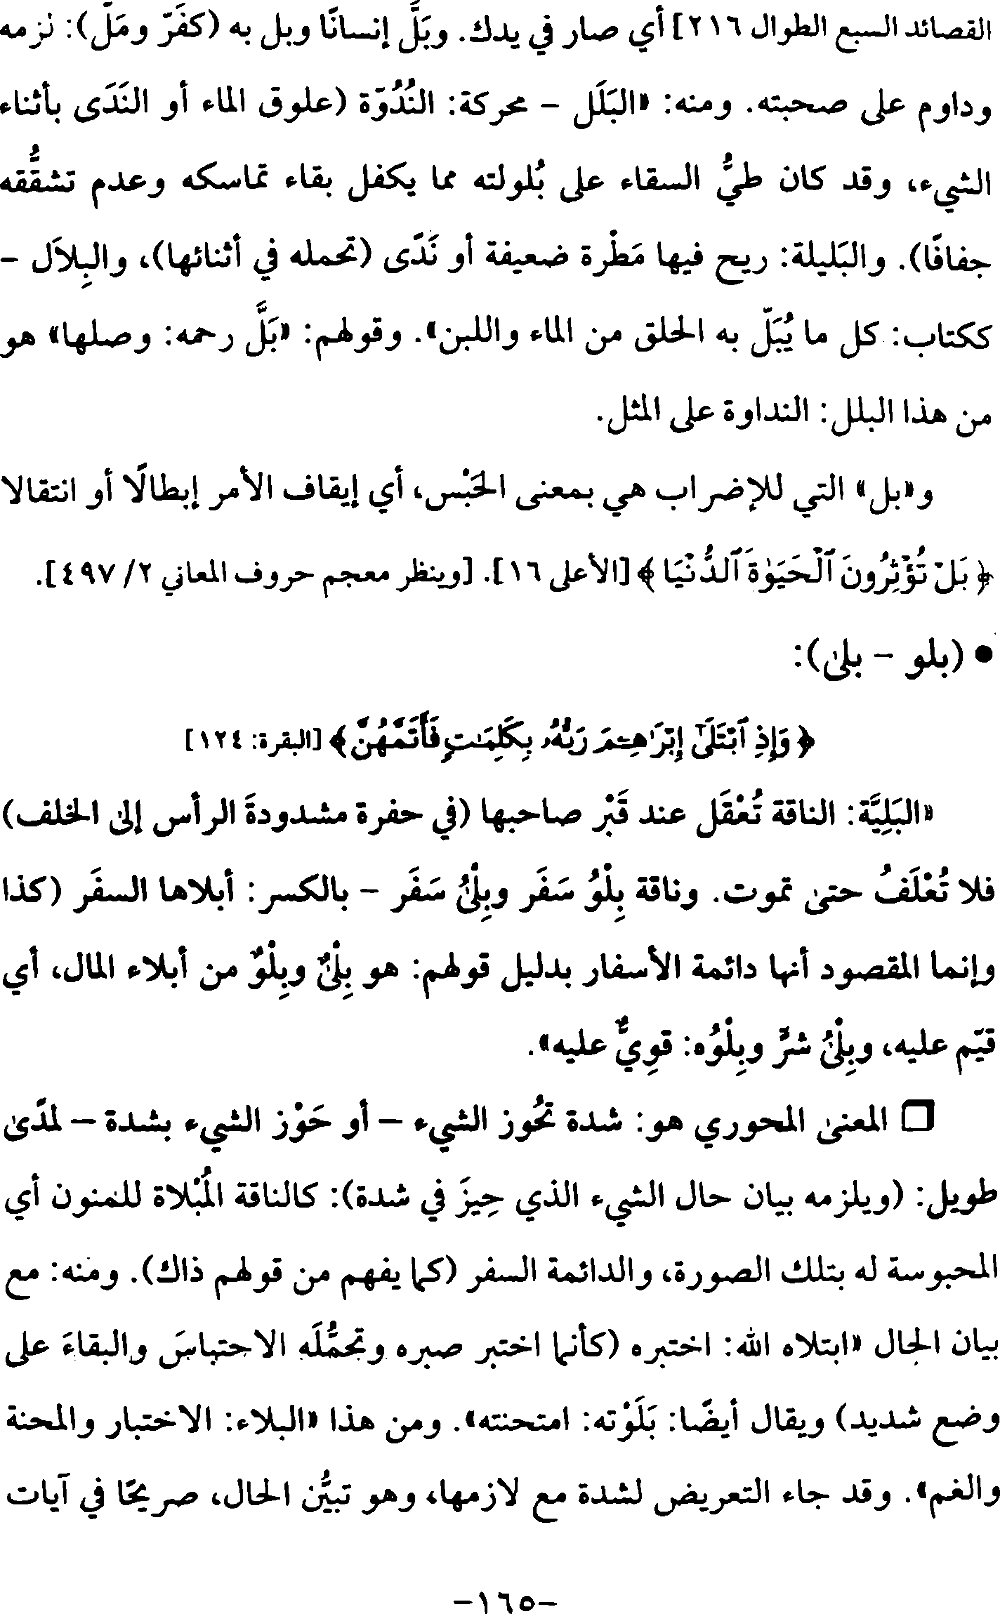 القصائد السبع الطوال ٢١٦] أي صار في يدك. وبَلَّ إنسانًا وبل به (كفَرّ ومَلّ): لزمه
وداوم على صحبته. ومنه: «البَلَل – محركة: النُدُوّة (علوق الماء أو النَدَى بأثناء
الشيء، وقد كان طيُّ السقاء على بُلولته مما يكفل بقاء تماسكه وعدم تشقُّقه
جفافًا). والبَليلة: ريح فيها مَطْرة ضعيفة أو نَدًى (تحمله في أثنائها)، والبِلاَل –
ككتاب: كل ما يُبَلّ به الحلق من الماء واللبن». وقولهم: «بَلَّ رحمه: وصلها» هو
من هذا البلل: النداوة على المثل.
و«بل» التي للإضراب هي بمعنى الحَبْس، أي إيقاف الأمر إبطالًا أو انتقالا
﴿ بَلْ تُؤْثِرُونَ ٱلْحَيَوٰةَ ٱلدُّنْيَا ﴾ [الأعلى ١٦]. [وينظر معجم حروف المعاني ٢/ ٤٩٧].
• (بلو – بلىٰ):
﴿ وَإِذِ ٱبْتَلَىٰٓ إِبْرَٰهِـۧمَ رَبُّهُۥ بِكَلِمَـٰتٍ فَأَتَمَّهُنَّ ﴾ [البقرة: ١٢٤]
«البَلِيَّة: الناقة تُعْقَل عند قَبْر صاحبها (في حفرة مشدودةَ الرأس إلىٰ الخلف)
فلا تُعْلَفُ حتىٰ تموت. وناقة بِلْوُ سَفَر وبِلْىُ سَفَر – بالكسر: أبلاها السفَر (كذا
وإنما المقصود أنها دائمة الأسفار بدليل قولهم: هو بِلْىٌ وبِلْوٌ من أبلاء المال، أي
قيّم عليه، وبِلْىُ شرٍّ وبِلْوُه: قوِيٌّ عليه».
❑ المعنىٰ المحوري هو: شدة تحُوز الشيء – أو حَوْز الشيء بشدة – لمدًىٰ
طويل: (ويلزمه بيان حال الشيء الذي حِيزَ في شدة): كالناقة المُبْلاة للمنون أي
المحبوسة له بتلك الصورة، والدائمة السفر (كما يفهم من قولهم ذاك). ومنه: مع
بيان الحال «ابتلاه الله: اختبره (كأنما اختبر صبره وتحمُّلَه الاحتباسَ والبقاءَ على
وضع شديد) ويقال أيضًا: بَلَوْته: امتحنته». ومن هذا «البلاء: الاختبار والمحنة
والغم». وقد جاء التعريض لشدة مع لازمها، وهو تبيُّن الحال، صريحًا في آيات
-١٦٥-